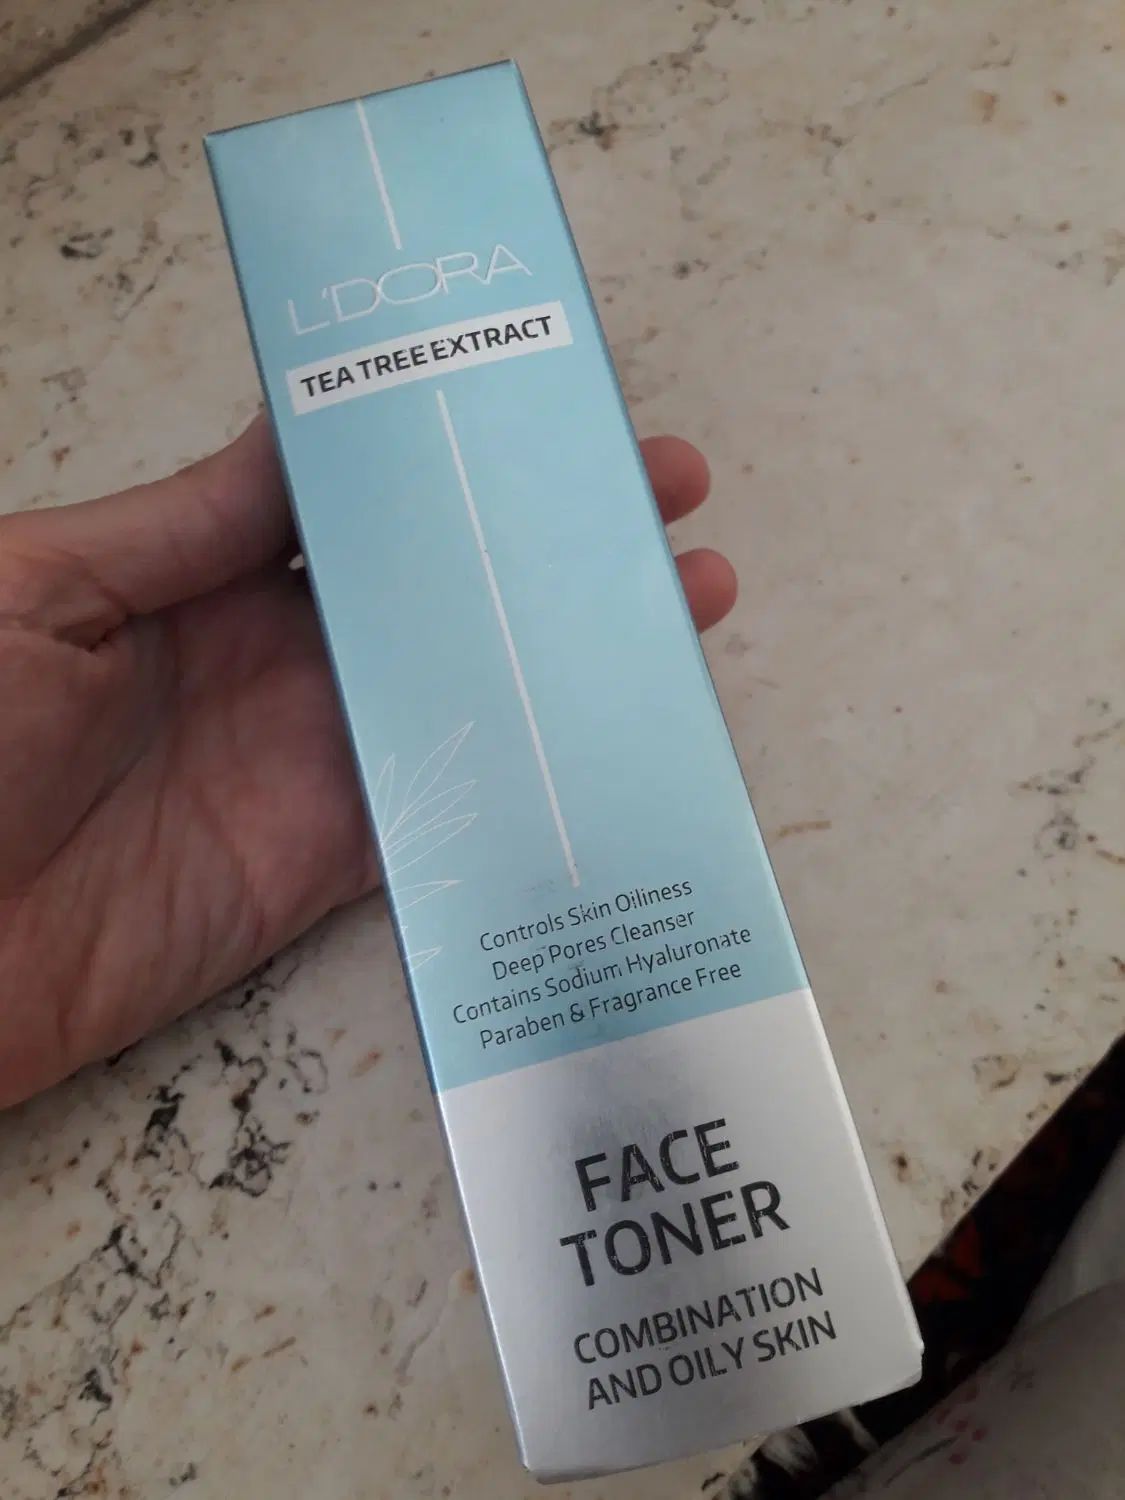 L'DORA
TEA TREE EXTRACT
Controls Skin Oiliness
Deep Pores Cleanser
Contains Sodium Hyaluronate
Paraben & Fragrance Free
FACE
TONER
COMBINATION
AND OILY SKIN